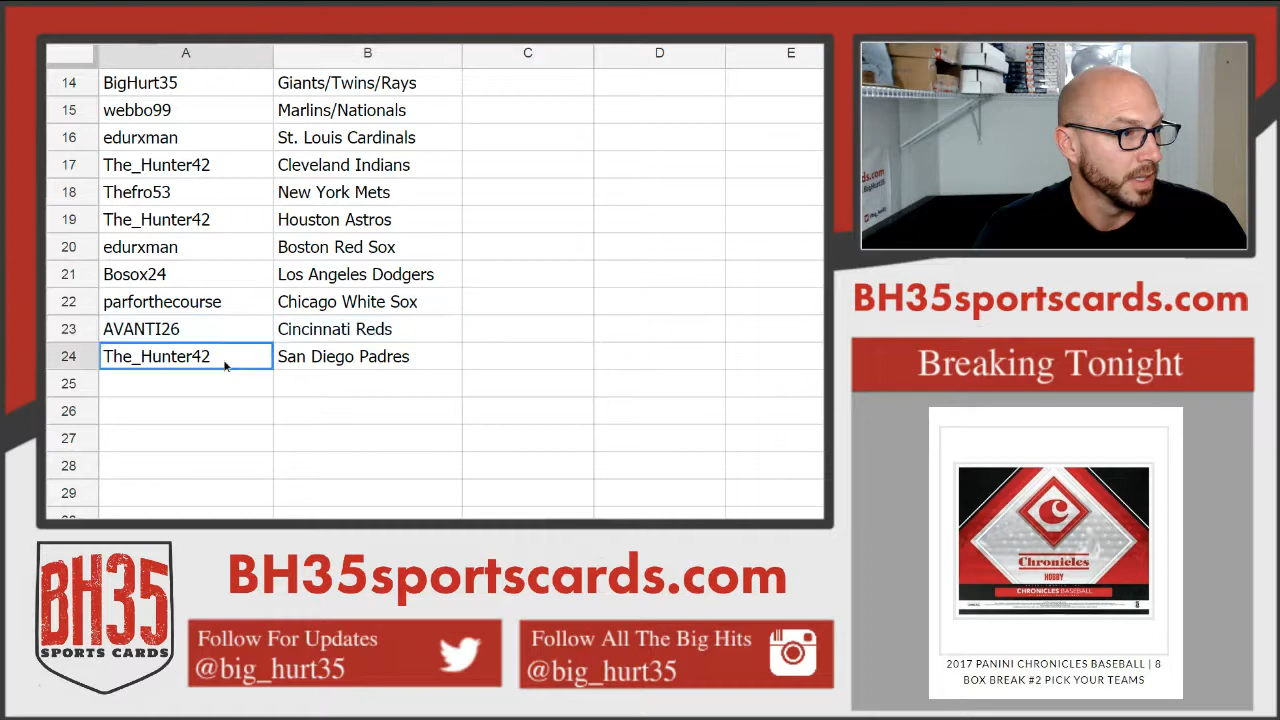 A B C D E
14 BigHurt35 Giants/Twins/Rays
15 webbo99 Marlins/Nationals
16 edurxman St. Louis Cardinals
17 The_Hunter42 Cleveland Indians
18 Thefro53 New York Mets
19 The_Hunter42 Houston Astros
20 edurxman Boston Red Sox
21 Bosox24 Los Angeles Dodgers
22 parforthecourse Chicago White Sox
23 AVANTI26 Cincinnati Reds
24 The_Hunter42 San Diego Padres
25
26
27
28
29
BH35sportscards.com
Breaking Tonight
Chronicles
HOBBY
CHRONICLES BASEBALL
2017 PANINI CHRONICLES BASEBALL | 8
BOX BREAK #2 PICK YOUR TEAMS
BH35
SPORTS CARDS
BH35sportscards.com
Follow For Updates
@big_hurt35
Follow All The Big Hits
@big_hurt35